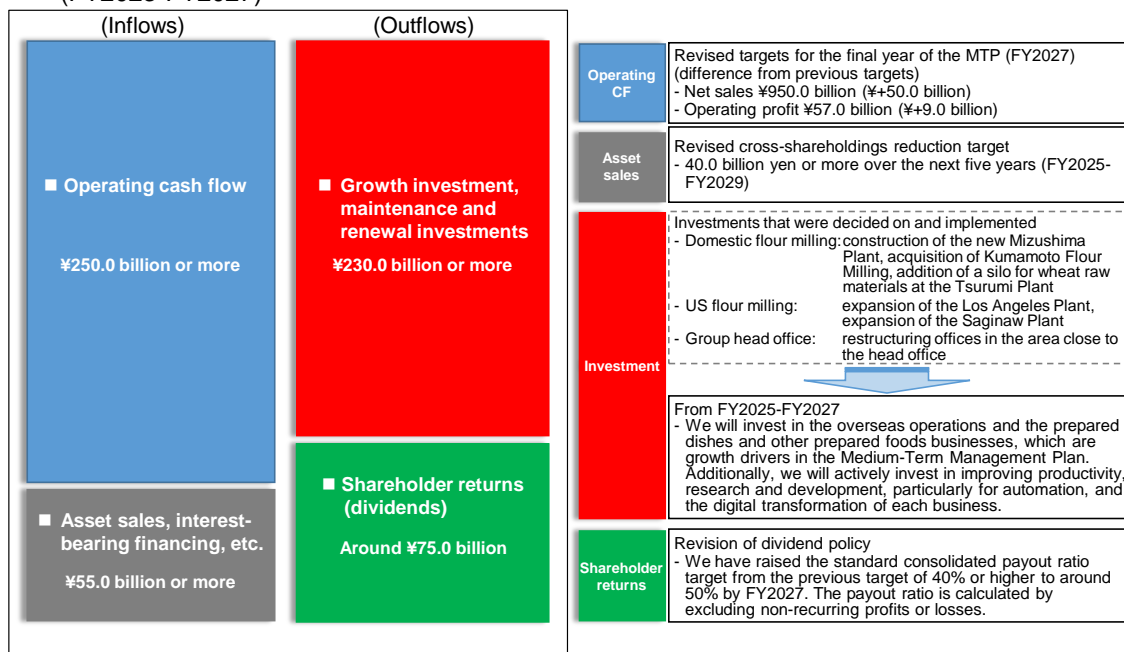 (Inflows)
(Outflows)
■ Operating cash flow
¥250.0 billion or more
■ Asset sales, interest-
bearing financing, etc.
¥55.0 billion or more
■ Growth investment,
maintenance and
renewal investments
¥230.0 billion or more
■ Shareholder returns
(dividends)
Around ¥75.0 billion
Operating
CF
Revised targets for the final year of the MTP (FY2027)
(difference from previous targets)
- Net sales ¥950.0 billion (¥+50.0 billion)
- Operating profit ¥57.0 billion (¥+9.0 billion)
Asset
sales
Revised cross-shareholdings reduction target
- 40.0 billion yen or more over the next five years (FY2025-
FY2029)
Investment
Investments that were decided on and implemented
- Domestic flour milling: construction of the new Mizushima
Plant, acquisition of Kumamoto Flour
Milling, addition of a silo for wheat raw
materials at the Tsurumi Plant
- US flour milling: expansion of the Los Angeles Plant,
expansion of the Saginaw Plant
- Group head office: restructuring offices in the area close to
the head office
From FY2025-FY2027
- We will invest in the overseas operations and the prepared
dishes and other prepared foods businesses, which are
growth drivers in the Medium-Term Management Plan.
Additionally, we will actively invest in improving productivity,
research and development, particularly for automation, and
the digital transformation of each business.
Shareholder
returns
Revision of dividend policy
- We have raised the standard consolidated payout ratio
target from the previous target of 40% or higher to around
50% by FY2027. The payout ratio is calculated by
excluding non-recurring profits or losses.